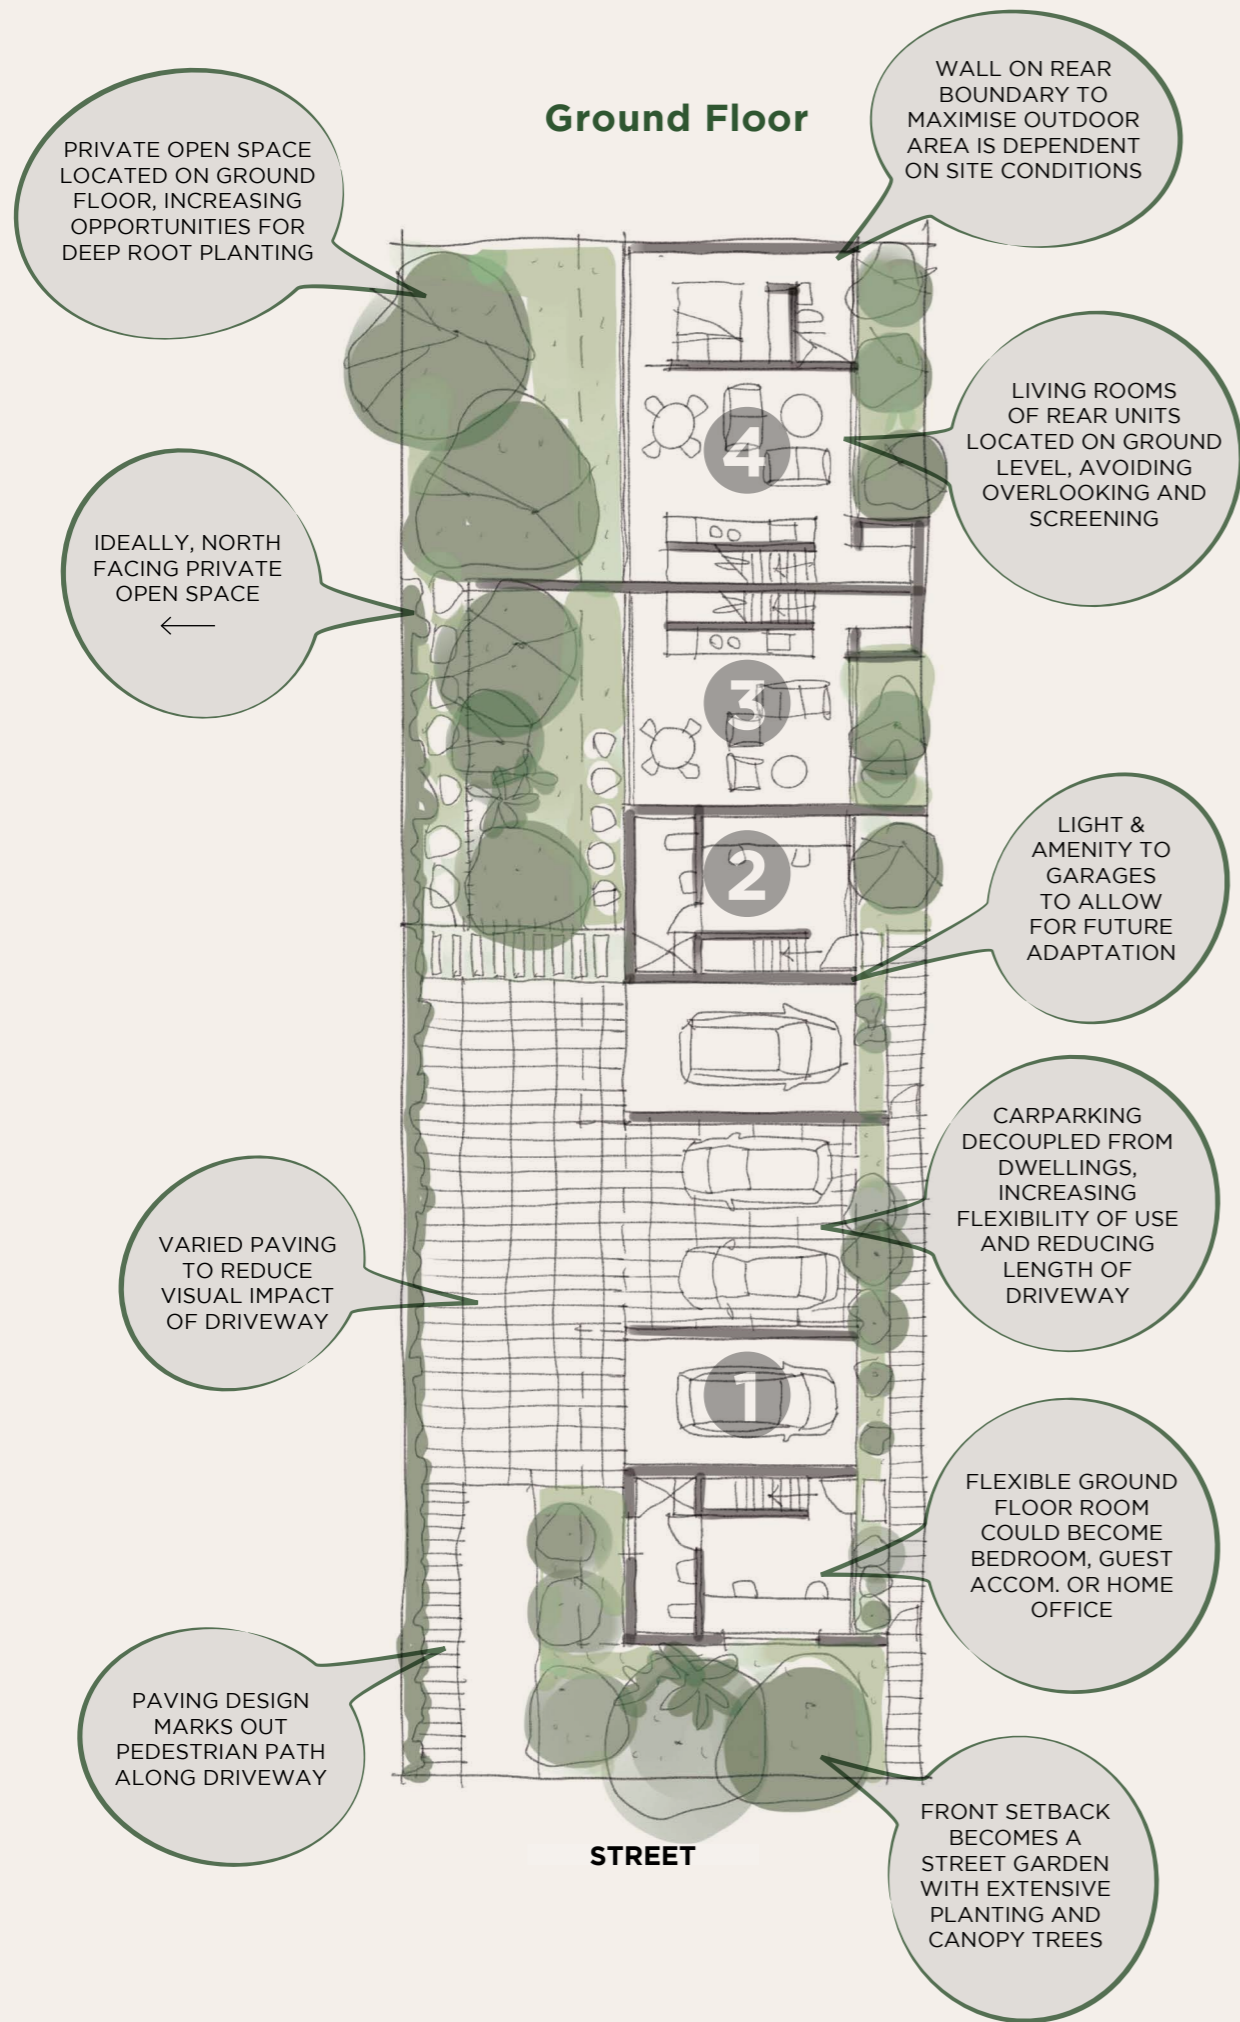 Ground Floor
WALL ON REAR
BOUNDARY TO
MAXIMISE OUTDOOR
AREA IS DEPENDENT
ON SITE CONDITIONS
PRIVATE OPEN SPACE
LOCATED ON GROUND
FLOOR, INCREASING
OPPORTUNITIES FOR
DEEP ROOT PLANTING
LIVING ROOMS
OF REAR UNITS
LOCATED ON GROUND
LEVEL, AVOIDING
OVERLOOKING AND
SCREENING
4
IDEALLY, NORTH
FACING PRIVATE
OPEN SPACE
3
LIGHT &
AMENITY TO
GARAGES
TO ALLOW
FOR FUTURE
ADAPTATION
2
CARPARKING
DECOUPLED FROM
DWELLINGS,
INCREASING
FLEXIBILITY OF USE
AND REDUCING
LENGTH OF
DRIVEWAY
VARIED PAVING
TO REDUCE
VISUAL IMPACT
OF DRIVEWAY
1
FLEXIBLE GROUND
FLOOR ROOM
COULD BECOME
BEDROOM, GUEST
ACCOM. OR HOME
OFFICE
PAVING DESIGN
MARKS OUT
PEDESTRIAN PATH
ALONG DRIVEWAY
FRONT SETBACK
BECOMES A
STREET GARDEN
WITH EXTENSIVE
PLANTING AND
CANOPY TREES
STREET